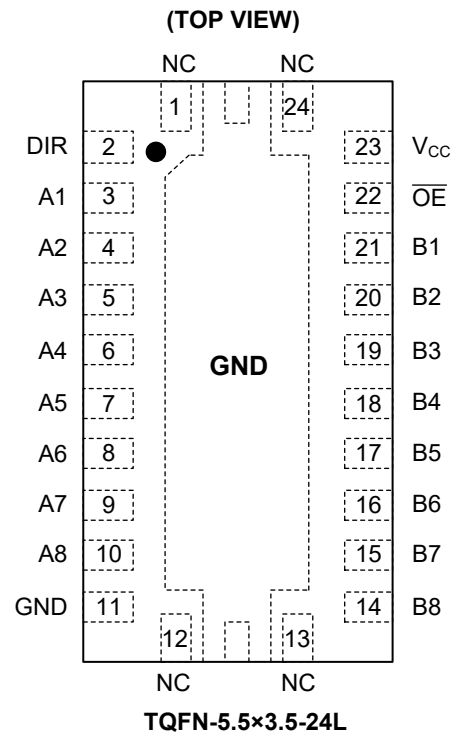 (TOP VIEW)
NC NC
1 24
DIR 2 23 VCC
A1 3 22 O̅E̅
A2 4 21 B1
A3 5 20 B2
A4 6 19 B3
GND
A5 7 18 B4
A6 8 17 B5
A7 9 16 B6
A8 10 15 B7
GND 11 14 B8
12 13
NC NC
TQFN-5.5×3.5-24L